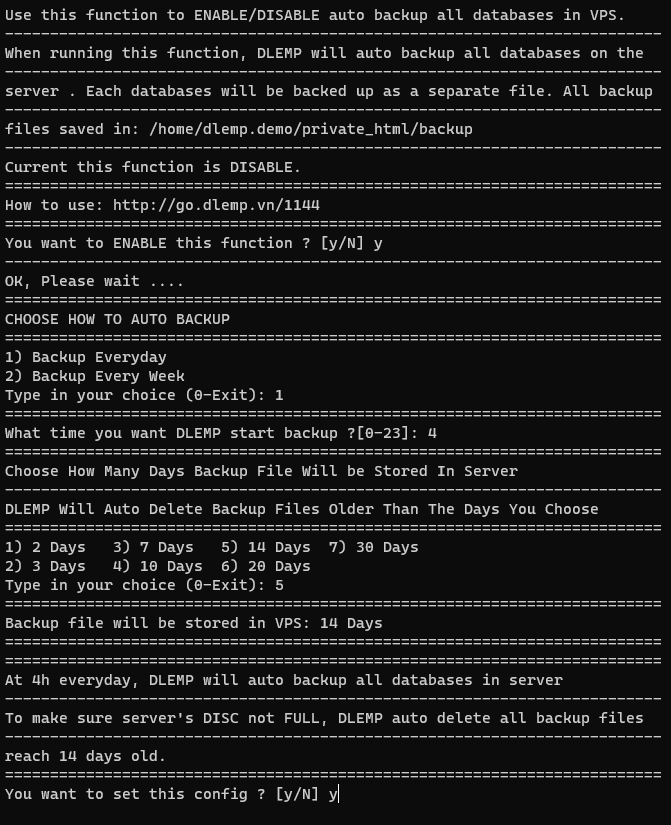 Use this function to ENABLE/DISABLE auto backup all databases in VPS.
-------------------------------------------------------------------------
When running this function, DLEMP will auto backup all databases on the
-------------------------------------------------------------------------
server . Each databases will be backed up as a separate file. All backup
-------------------------------------------------------------------------
files saved in: /home/dlemp.demo/private_html/backup
-------------------------------------------------------------------------
Current this function is DISABLE.
=========================================================================
How to use: http://go.dlemp.vn/1144
=========================================================================
You want to ENABLE this function ? [y/N] y
-------------------------------------------------------------------------
OK, Please wait ....
=========================================================================
CHOOSE HOW TO AUTO BACKUP
=========================================================================
1) Backup Everyday
2) Backup Every Week
Type in your choice (0-Exit): 1
=========================================================================
What time you want DLEMP start backup ?[0-23]: 4
=========================================================================
Choose How Many Days Backup File Will be Stored In Server
-------------------------------------------------------------------------
DLEMP Will Auto Delete Backup Files Older Than The Days You Choose
=========================================================================
1) 2 Days   3) 7 Days   5) 14 Days  7) 30 Days
2) 3 Days   4) 10 Days  6) 20 Days
Type in your choice (0-Exit): 5
=========================================================================
Backup file will be stored in VPS: 14 Days
=========================================================================
=========================================================================
At 4h everyday, DLEMP will auto backup all databases in server
-------------------------------------------------------------------------
To make sure server's DISC not FULL, DLEMP auto delete all backup files
-------------------------------------------------------------------------
reach 14 days old.
=========================================================================
You want to set this config ? [y/N] y